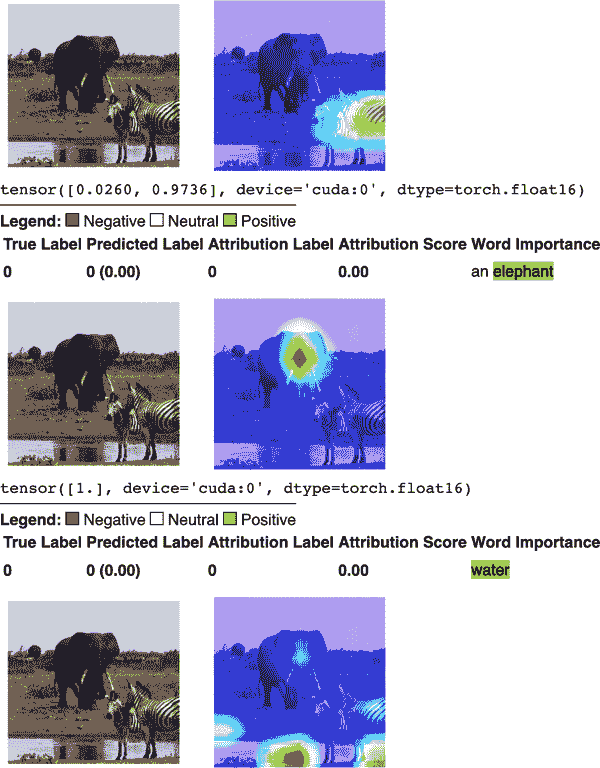 tensor([0.0260, 0.9736], device='cuda:0', dtype=torch.float16)
Legend: Negative Neutral Positive
True Label Predicted Label Attribution Label Attribution Score Word Importance
0 0 (0.00) 0 0.00 an elephant
tensor([1.], device='cuda:0', dtype=torch.float16)
Legend: Negative Neutral Positive
True Label Predicted Label Attribution Label Attribution Score Word Importance
0 0 (0.00) 0 0.00 water